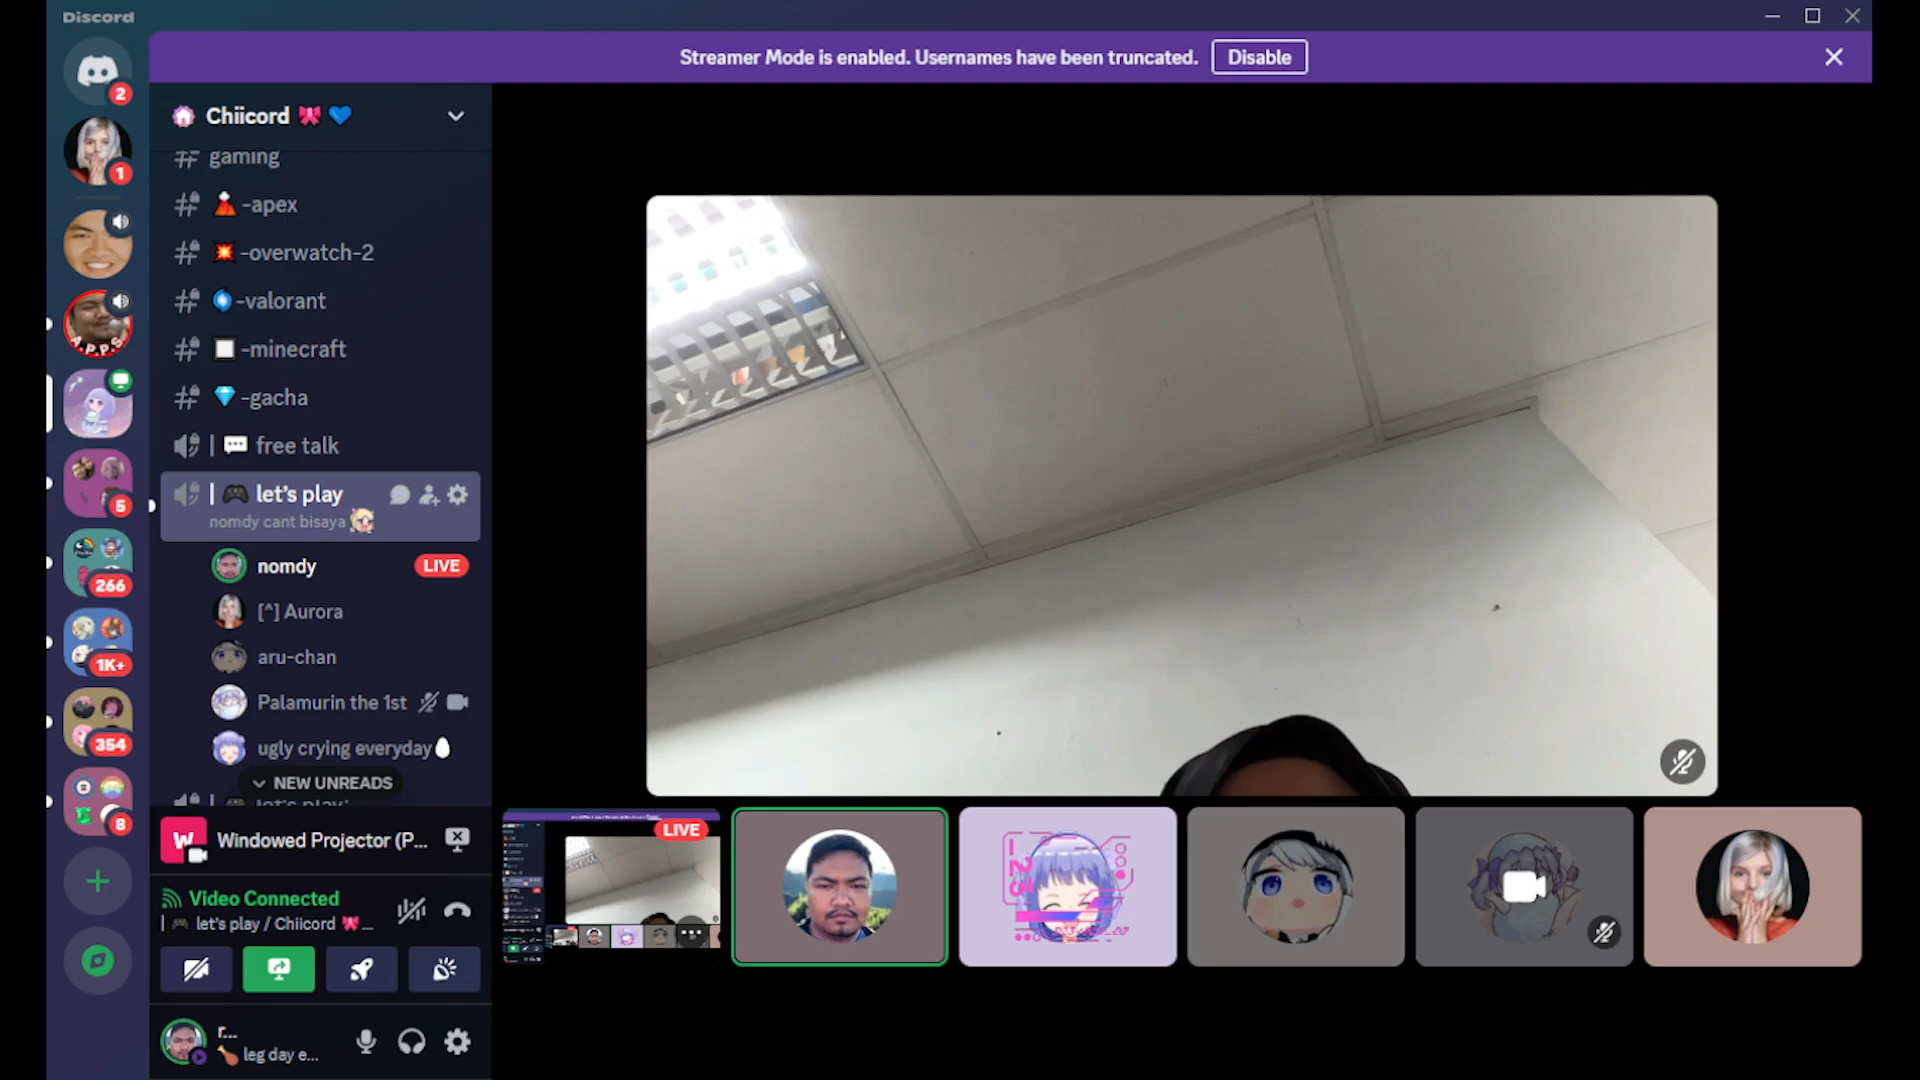 Discord
Streamer Mode is enabled. Usernames have been truncated.
Disable
2
1
A.P.P.S
5
266
1K+
354
8
Chiicord
gaming
-apex
-overwatch-2
-valorant
-minecraft
-gacha
| free talk
| let's play
nomdy cant bisaya
nomdy
LIVE
[^] Aurora
aru-chan
Palamurin the 1st
ugly crying everyday
NEW UNREADS
Windowed Projector (P...
Video Connected
| let's play / Chiicord ...
r...
leg day e...
LIVE